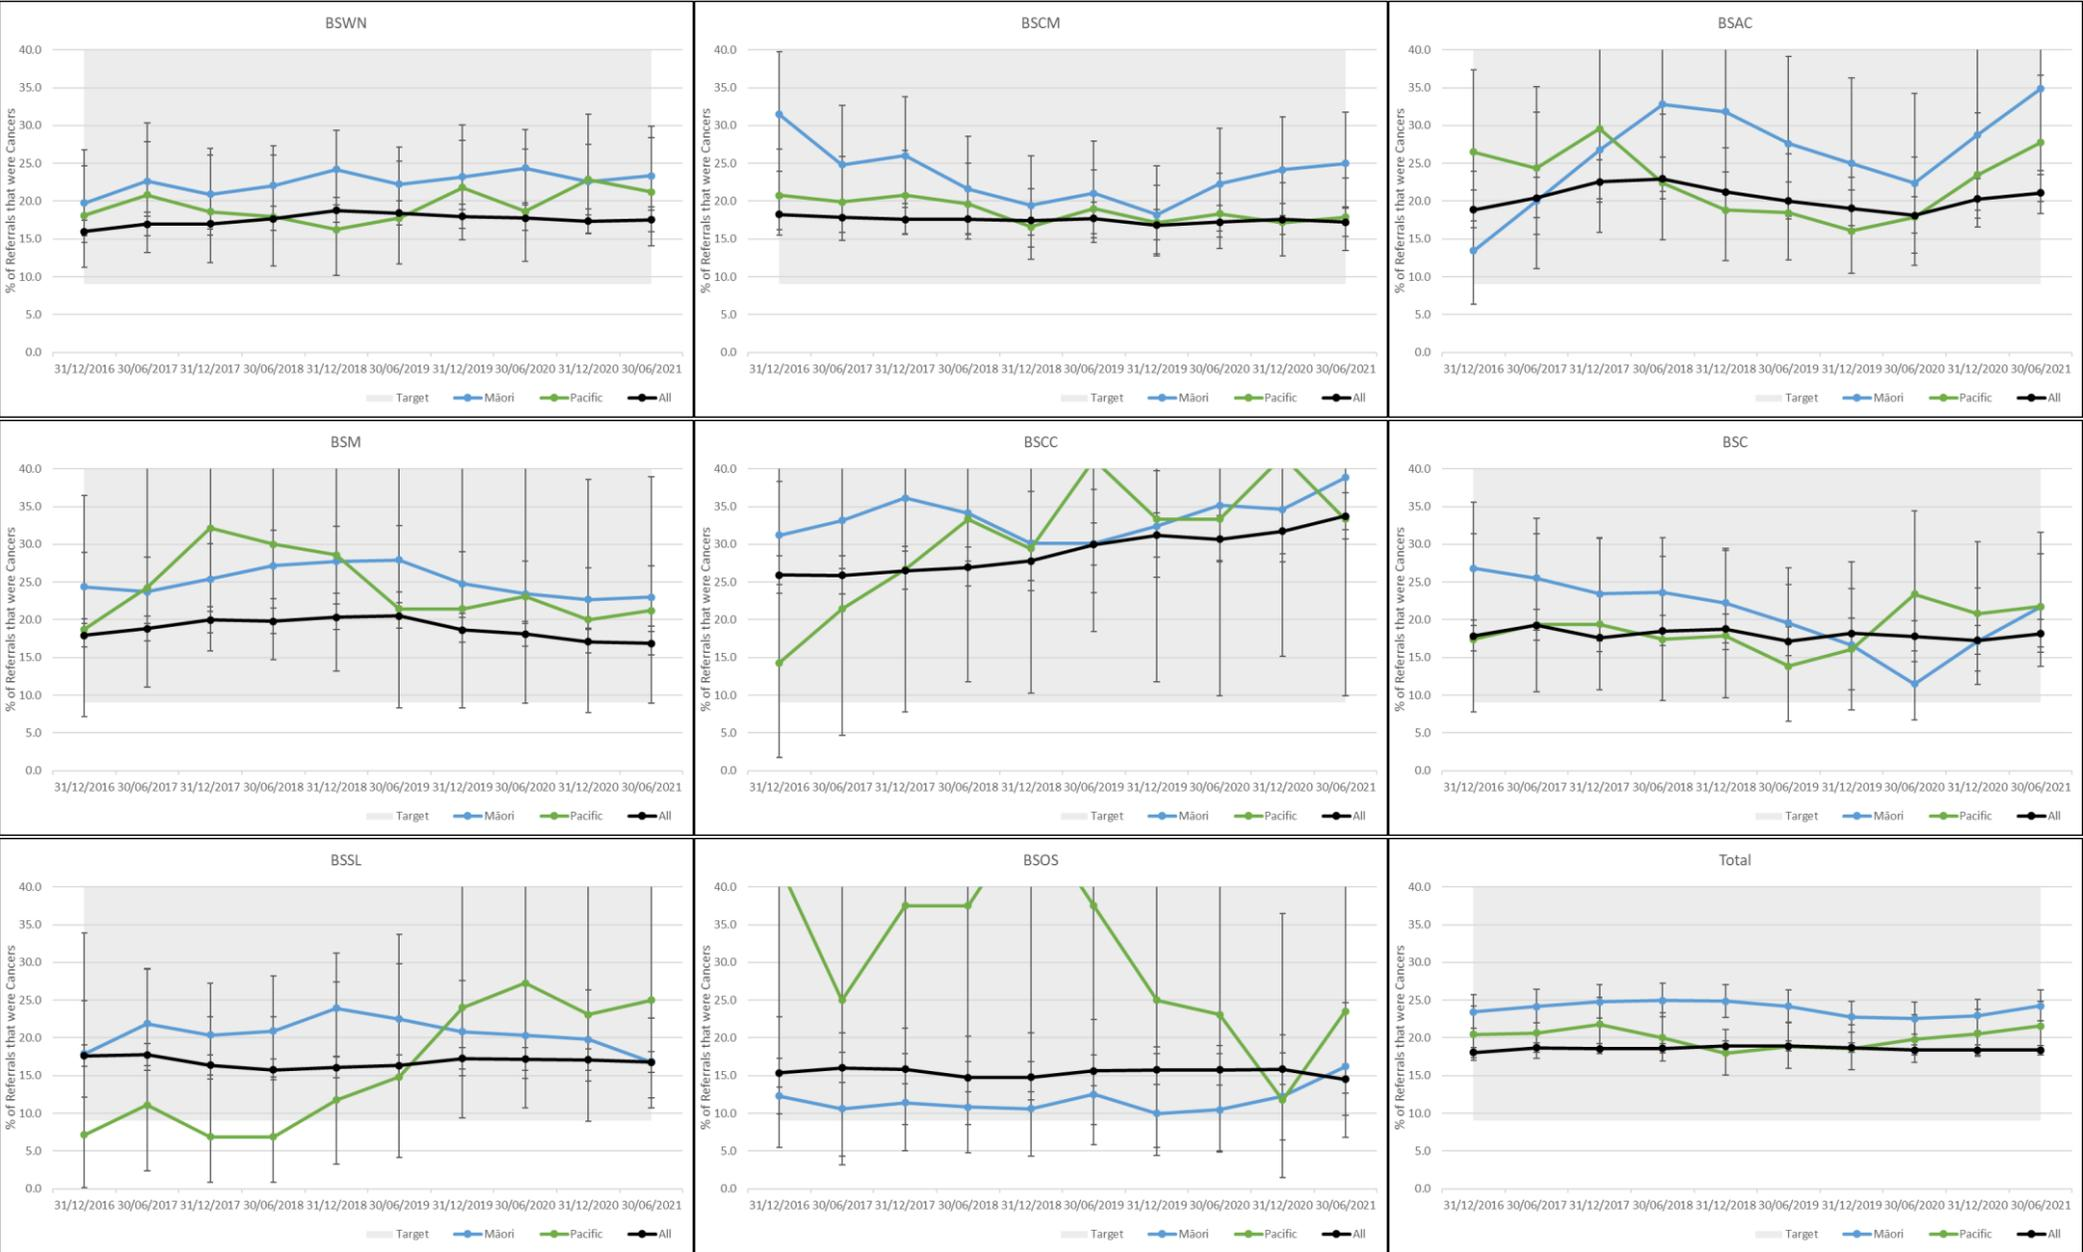 BSWN
% of Referrals that were Cancers
40.0
35.0
30.0
25.0
20.0
15.0
10.0
5.0
0.0
31/12/2016 30/06/2017 31/12/2017 30/06/2018 31/12/2018 30/06/2019 31/12/2019 30/06/2020 31/12/2020 30/06/2021
Target Māori Pacific All
BSCM
% of Referrals that were Cancers
40.0
35.0
30.0
25.0
20.0
15.0
10.0
5.0
0.0
31/12/2016 30/06/2017 31/12/2017 30/06/2018 31/12/2018 30/06/2019 31/12/2019 30/06/2020 31/12/2020 30/06/2021
Target Māori Pacific All
BSAC
% of Referrals that were Cancers
40.0
35.0
30.0
25.0
20.0
15.0
10.0
5.0
0.0
31/12/2016 30/06/2017 31/12/2017 30/06/2018 31/12/2018 30/06/2019 31/12/2019 30/06/2020 31/12/2020 30/06/2021
Target Māori Pacific All
BSM
% of Referrals that were Cancers
40.0
35.0
30.0
25.0
20.0
15.0
10.0
5.0
0.0
31/12/2016 30/06/2017 31/12/2017 30/06/2018 31/12/2018 30/06/2019 31/12/2019 30/06/2020 31/12/2020 30/06/2021
Target Māori Pacific All
BSCC
% of Referrals that were Cancers
40.0
35.0
30.0
25.0
20.0
15.0
10.0
5.0
0.0
31/12/2016 30/06/2017 31/12/2017 30/06/2018 31/12/2018 30/06/2019 31/12/2019 30/06/2020 31/12/2020 30/06/2021
Target Māori Pacific All
BSC
% of Referrals that were Cancers
40.0
35.0
30.0
25.0
20.0
15.0
10.0
5.0
0.0
31/12/2016 30/06/2017 31/12/2017 30/06/2018 31/12/2018 30/06/2019 31/12/2019 30/06/2020 31/12/2020 30/06/2021
Target Māori Pacific All
BSSL
% of Referrals that were Cancers
40.0
35.0
30.0
25.0
20.0
15.0
10.0
5.0
0.0
31/12/2016 30/06/2017 31/12/2017 30/06/2018 31/12/2018 30/06/2019 31/12/2019 30/06/2020 31/12/2020 30/06/2021
Target Māori Pacific All
BSOS
% of Referrals that were Cancers
40.0
35.0
30.0
25.0
20.0
15.0
10.0
5.0
0.0
31/12/2016 30/06/2017 31/12/2017 30/06/2018 31/12/2018 30/06/2019 31/12/2019 30/06/2020 31/12/2020 30/06/2021
Target Māori Pacific All
Total
% of Referrals that were Cancers
40.0
35.0
30.0
25.0
20.0
15.0
10.0
5.0
0.0
31/12/2016 30/06/2017 31/12/2017 30/06/2018 31/12/2018 30/06/2019 31/12/2019 30/06/2020 31/12/2020 30/06/2021
Target Māori Pacific All